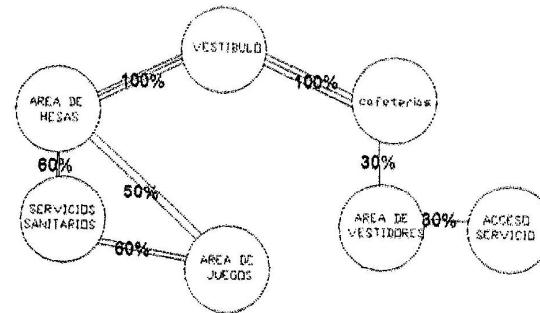 VESTIBULO
100%
100%
AREA DE
MESAS
Cafeterias
60%
50%
30%
SERVICIOS
SANITARIOS
60%
AREA DE
JUEGOS
AREA DE
VESTIDORES
30%
ACCESO
SERVICIO